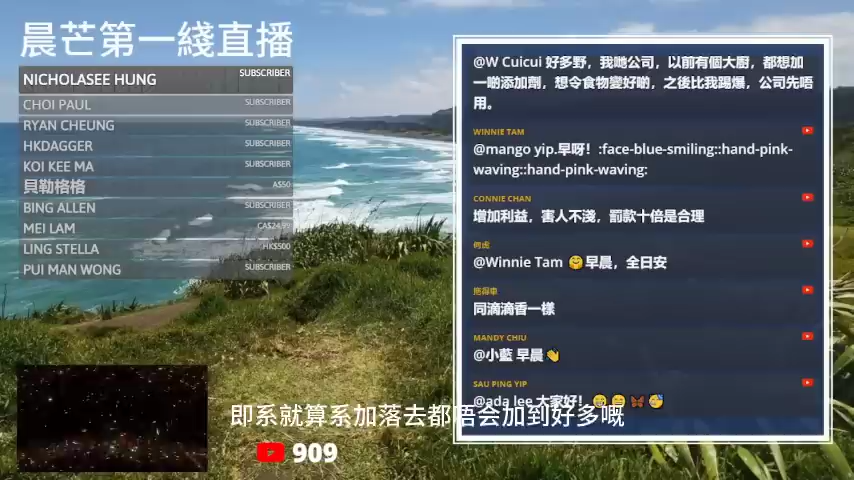 晨芒第一綫直播
NICHOLASEE HUNG SUBSCRIBER
CHOI PAUL SUBSCRIBER
RYAN CHEUNG SUBSCRIBER
HKDAGGER SUBSCRIBER
KOI KEE MA SUBSCRIBER
貝勒格格 A$50
BING ALLEN SUBSCRIBER
MEI LAM CA$24.99
LING STELLA HK$500
PUI MAN WONG SUBSCRIBER
@W Cuicui 好多野，我哋公司，以前有個大廚，都想加
一啲添加劑，想令食物變好啲，之後比我踢爆，公司先唔
用。
WINNIE TAM
@mango yip.早呀！:face-blue-smiling::hand-pink-
waving::hand-pink-waving:
CONNIE CHAN
增加利益，害人不淺，罰款十倍是合理
何虎
@Winnie Tam 🤗早晨，全日安
同滴滴香一樣
MANDY CHIU
@小藍 早晨👋
SAU PING YIP
@ada lee 大家好！
即系就算系加落去都唔会加到好多嘅
909